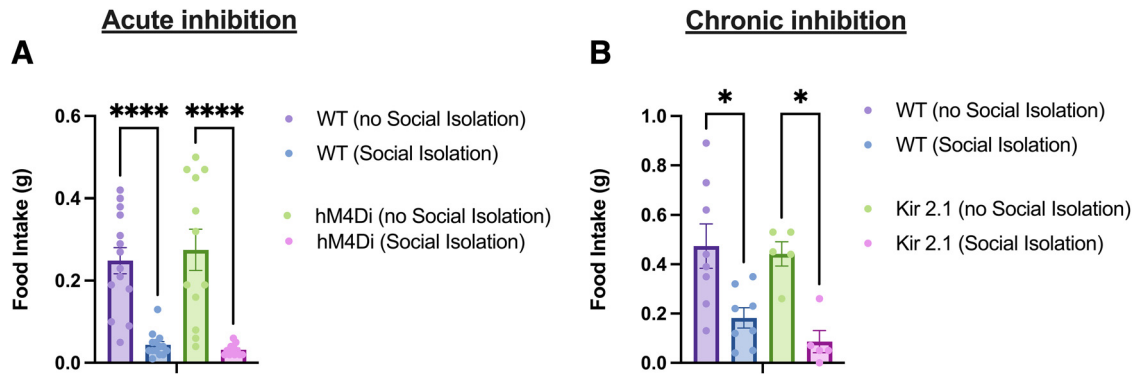 Acute inhibition
Chronic inhibition
A
B
**** ****
WT (no Social Isolation)
WT (Social Isolation)
hM4Di (no Social Isolation)
hM4Di (Social Isolation)
Food Intake (g)
0.6
0.4
0.2
0.0
* *
WT (no Social Isolation)
WT (Social Isolation)
Kir 2.1 (no Social Isolation)
Kir 2.1 (Social Isolation)
Food Intake (g)
1.0
0.8
0.6
0.4
0.2
0.0